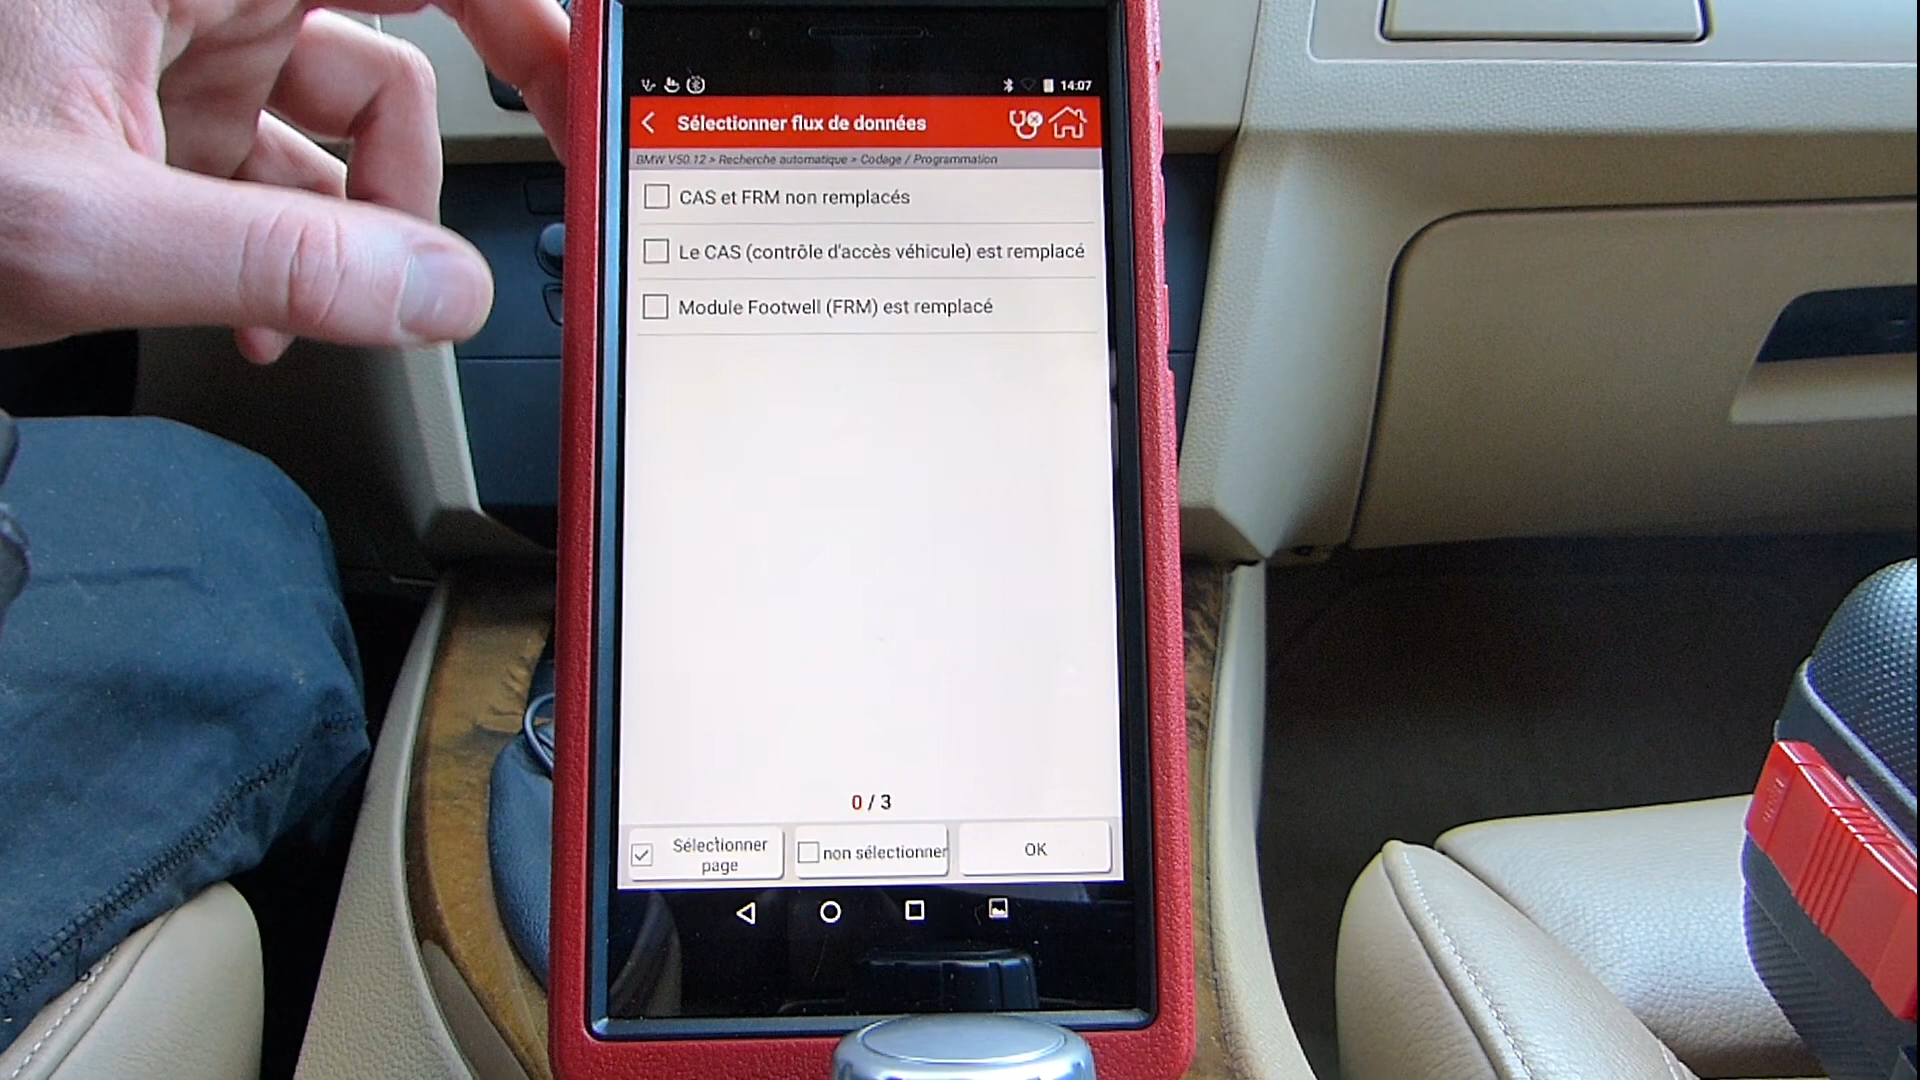 14:07
Sélectionner flux de données
BMW V50.12 > Recherche automatique > Codage / Programmation
CAS et FRM non remplacés
Le CAS (contrôle d'accès véhicule) est remplacé
Module Footwell (FRM) est remplacé
0 / 3
Sélectionner
page
non sélectionner
OK